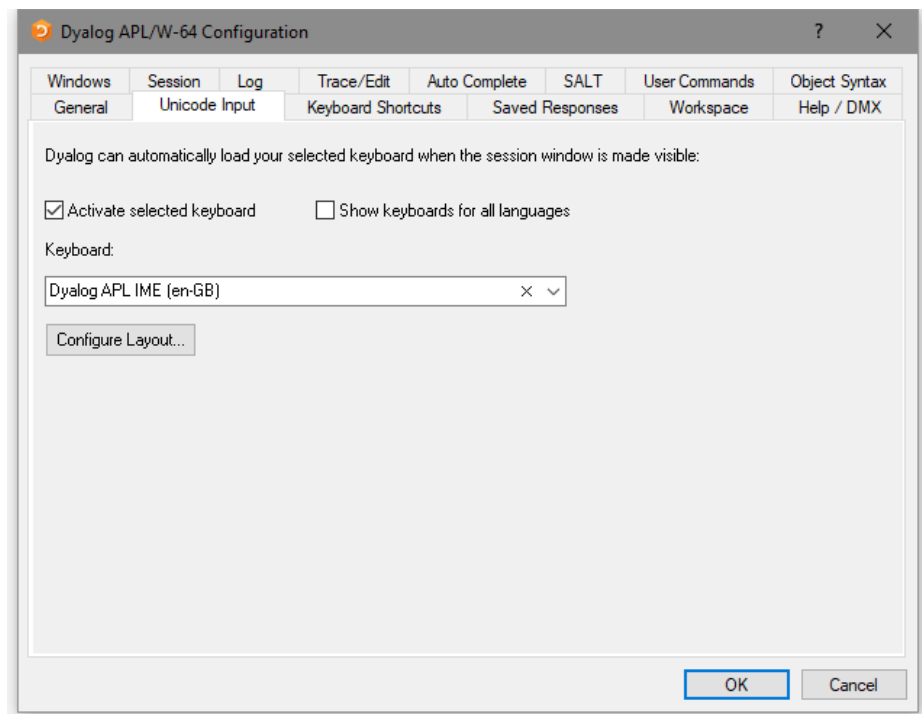 Dyalog APL/W-64 Configuration ?
Windows Session Log Trace/Edit Auto Complete SALT User Commands Object Syntax
General Unicode Input Keyboard Shortcuts Saved Responses Workspace Help / DMX
Dyalog can automatically load your selected keyboard when the session window is made visible:
Activate selected keyboard Show keyboards for all languages
Keyboard:
Dyalog APL IME (en-GB)
Configure Layout...
OK Cancel